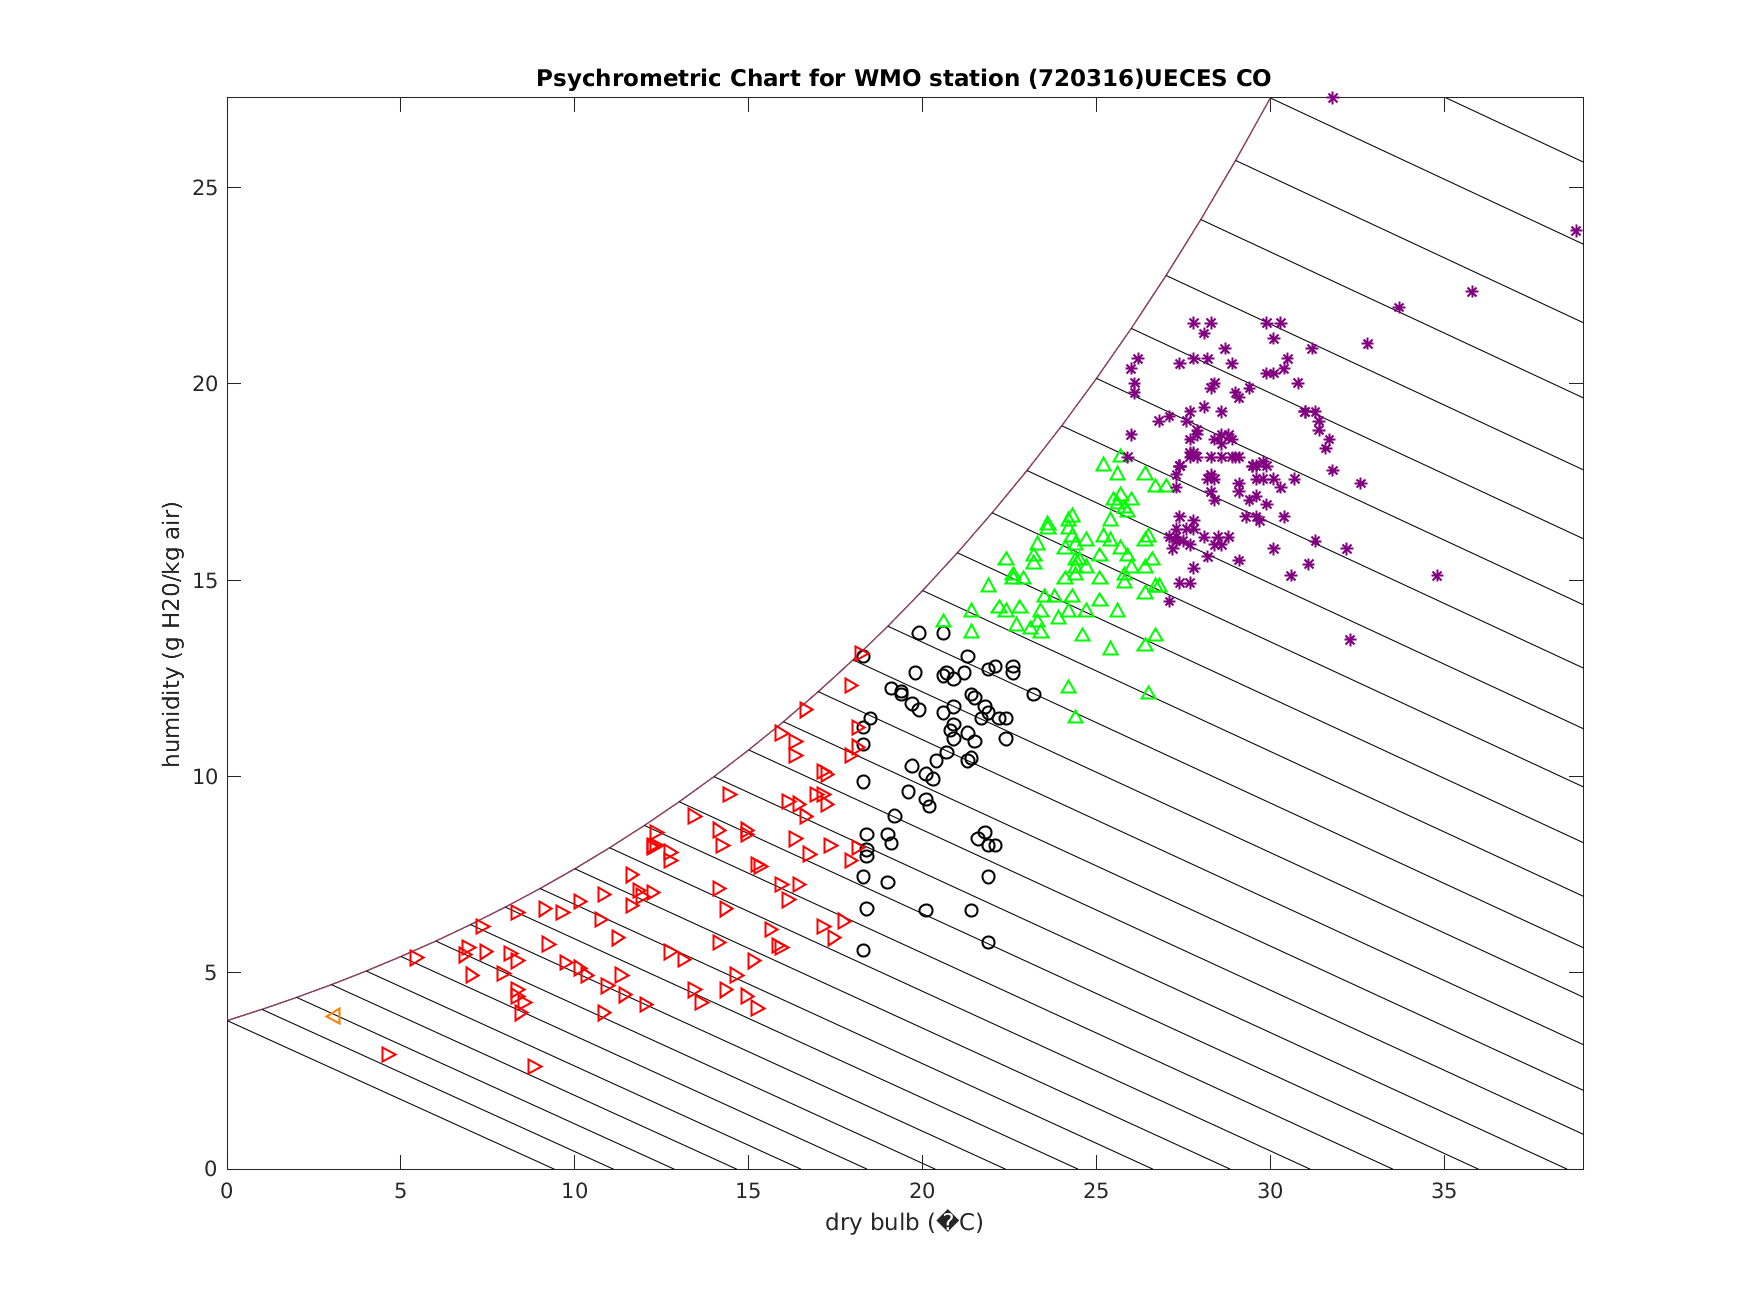 Psychrometric Chart for WMO station (720316)UECES CO
humidity (g H20/kg air)
25
20
15
10
5
0
0 5 10 15 20 25 30 35
dry bulb (�C)